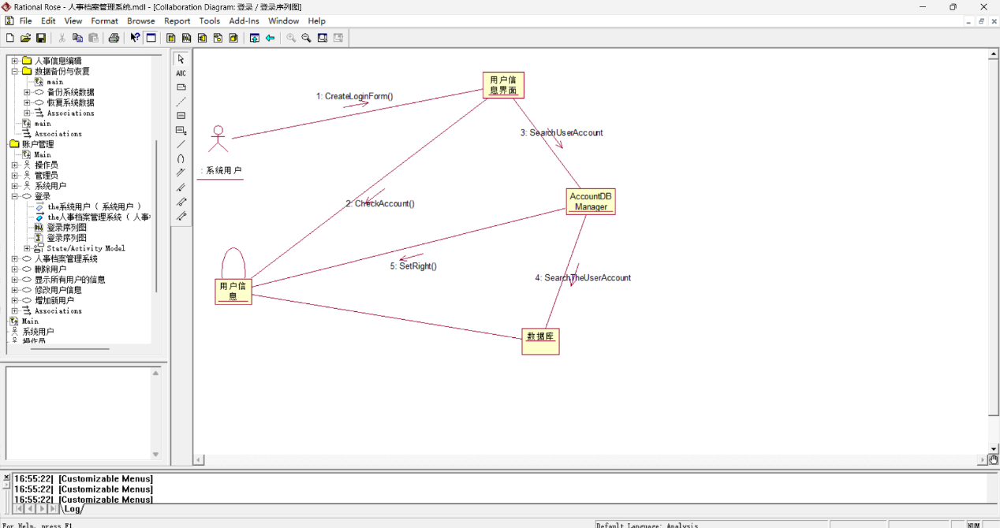 Rational Rose - 人事档案管理系统.mdl - [Collaboration Diagram: 登录 / 登录序列图]
File Edit View Format Browse Report Tools Add-Ins Window Help
人事信息编辑
数据备份与恢复
main
备份系统数据
恢复系统数据
Associations
main
Associations
账户管理
Main
操作员
管理员
系统用户
登录
the系统用户 ( 系统用户 )
the人事档案管理系统 ( 人事
登录序列图
登录序列图
State/Activity Model
人事档案管理系统
删除用户
显示所有用户的信息
修改用户信息
增加新用户
Associations
Main
系统用户
操作员
ABC
用户信
息界面
1: CreateLoginForm()
3: SearchUserAccount
: 系统用户
AccountDB
Manager
2: CheckAccount()
5: SetRight()
4: SearchTheUserAccount
用户信
息
数据库
16:55:22| [Customizable Menus]
16:55:22| [Customizable Menus]
16:55:22| [Customizable Menus]
Log
For Help, press F1
Default Language: Analysis
NUM